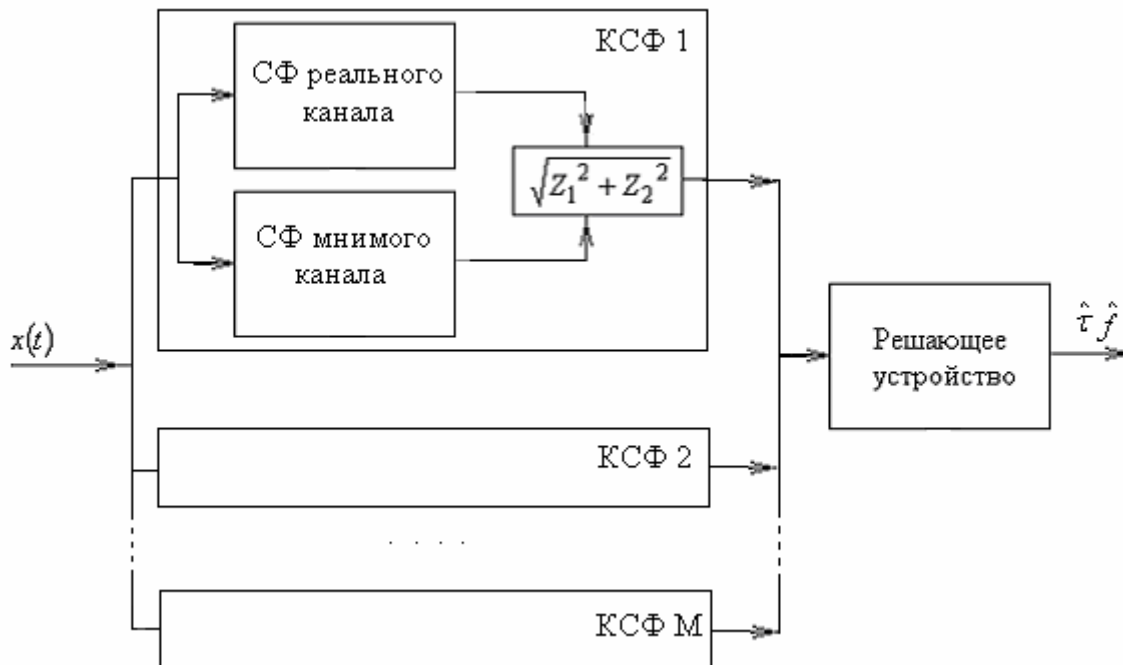 КСФ 1
СФ реального
канала
√Z₁² + Z₂²
СФ мнимого
канала
x(t)
Решающее
устройство
τ̂ f̂
КСФ 2
. . . .
КСФ М